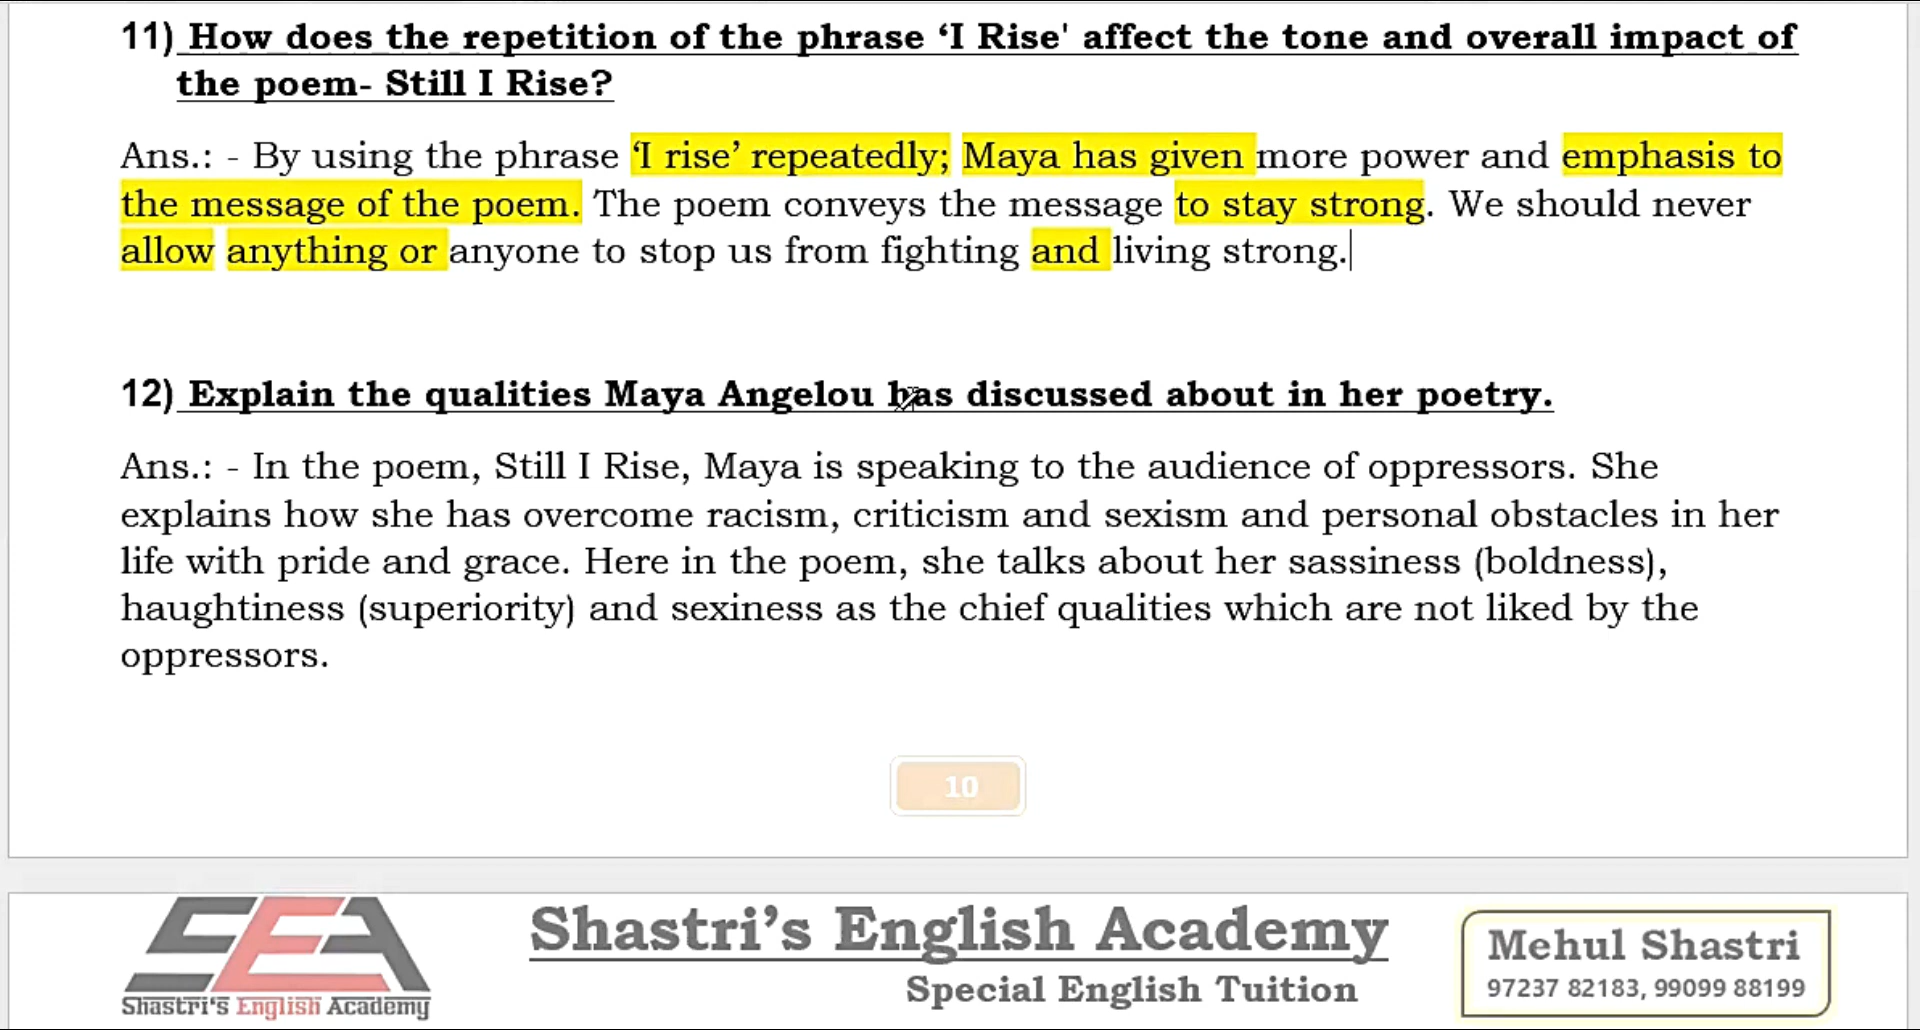 11) How does the repetition of the phrase ‘I Rise' affect the tone and overall impact of
the poem- Still I Rise?
Ans.: - By using the phrase ‘I rise’ repeatedly; Maya has given more power and emphasis to
the message of the poem. The poem conveys the message to stay strong. We should never
allow anything or anyone to stop us from fighting and living strong.
12) Explain the qualities Maya Angelou has discussed about in her poetry.
Ans.: - In the poem, Still I Rise, Maya is speaking to the audience of oppressors. She
explains how she has overcome racism, criticism and sexism and personal obstacles in her
life with pride and grace. Here in the poem, she talks about her sassiness (boldness),
haughtiness (superiority) and sexiness as the chief qualities which are not liked by the
oppressors.
10
SEA
Shastri's English Academy
Shastri’s English Academy
Special English Tuition
Mehul Shastri
97237 82183, 99099 88199